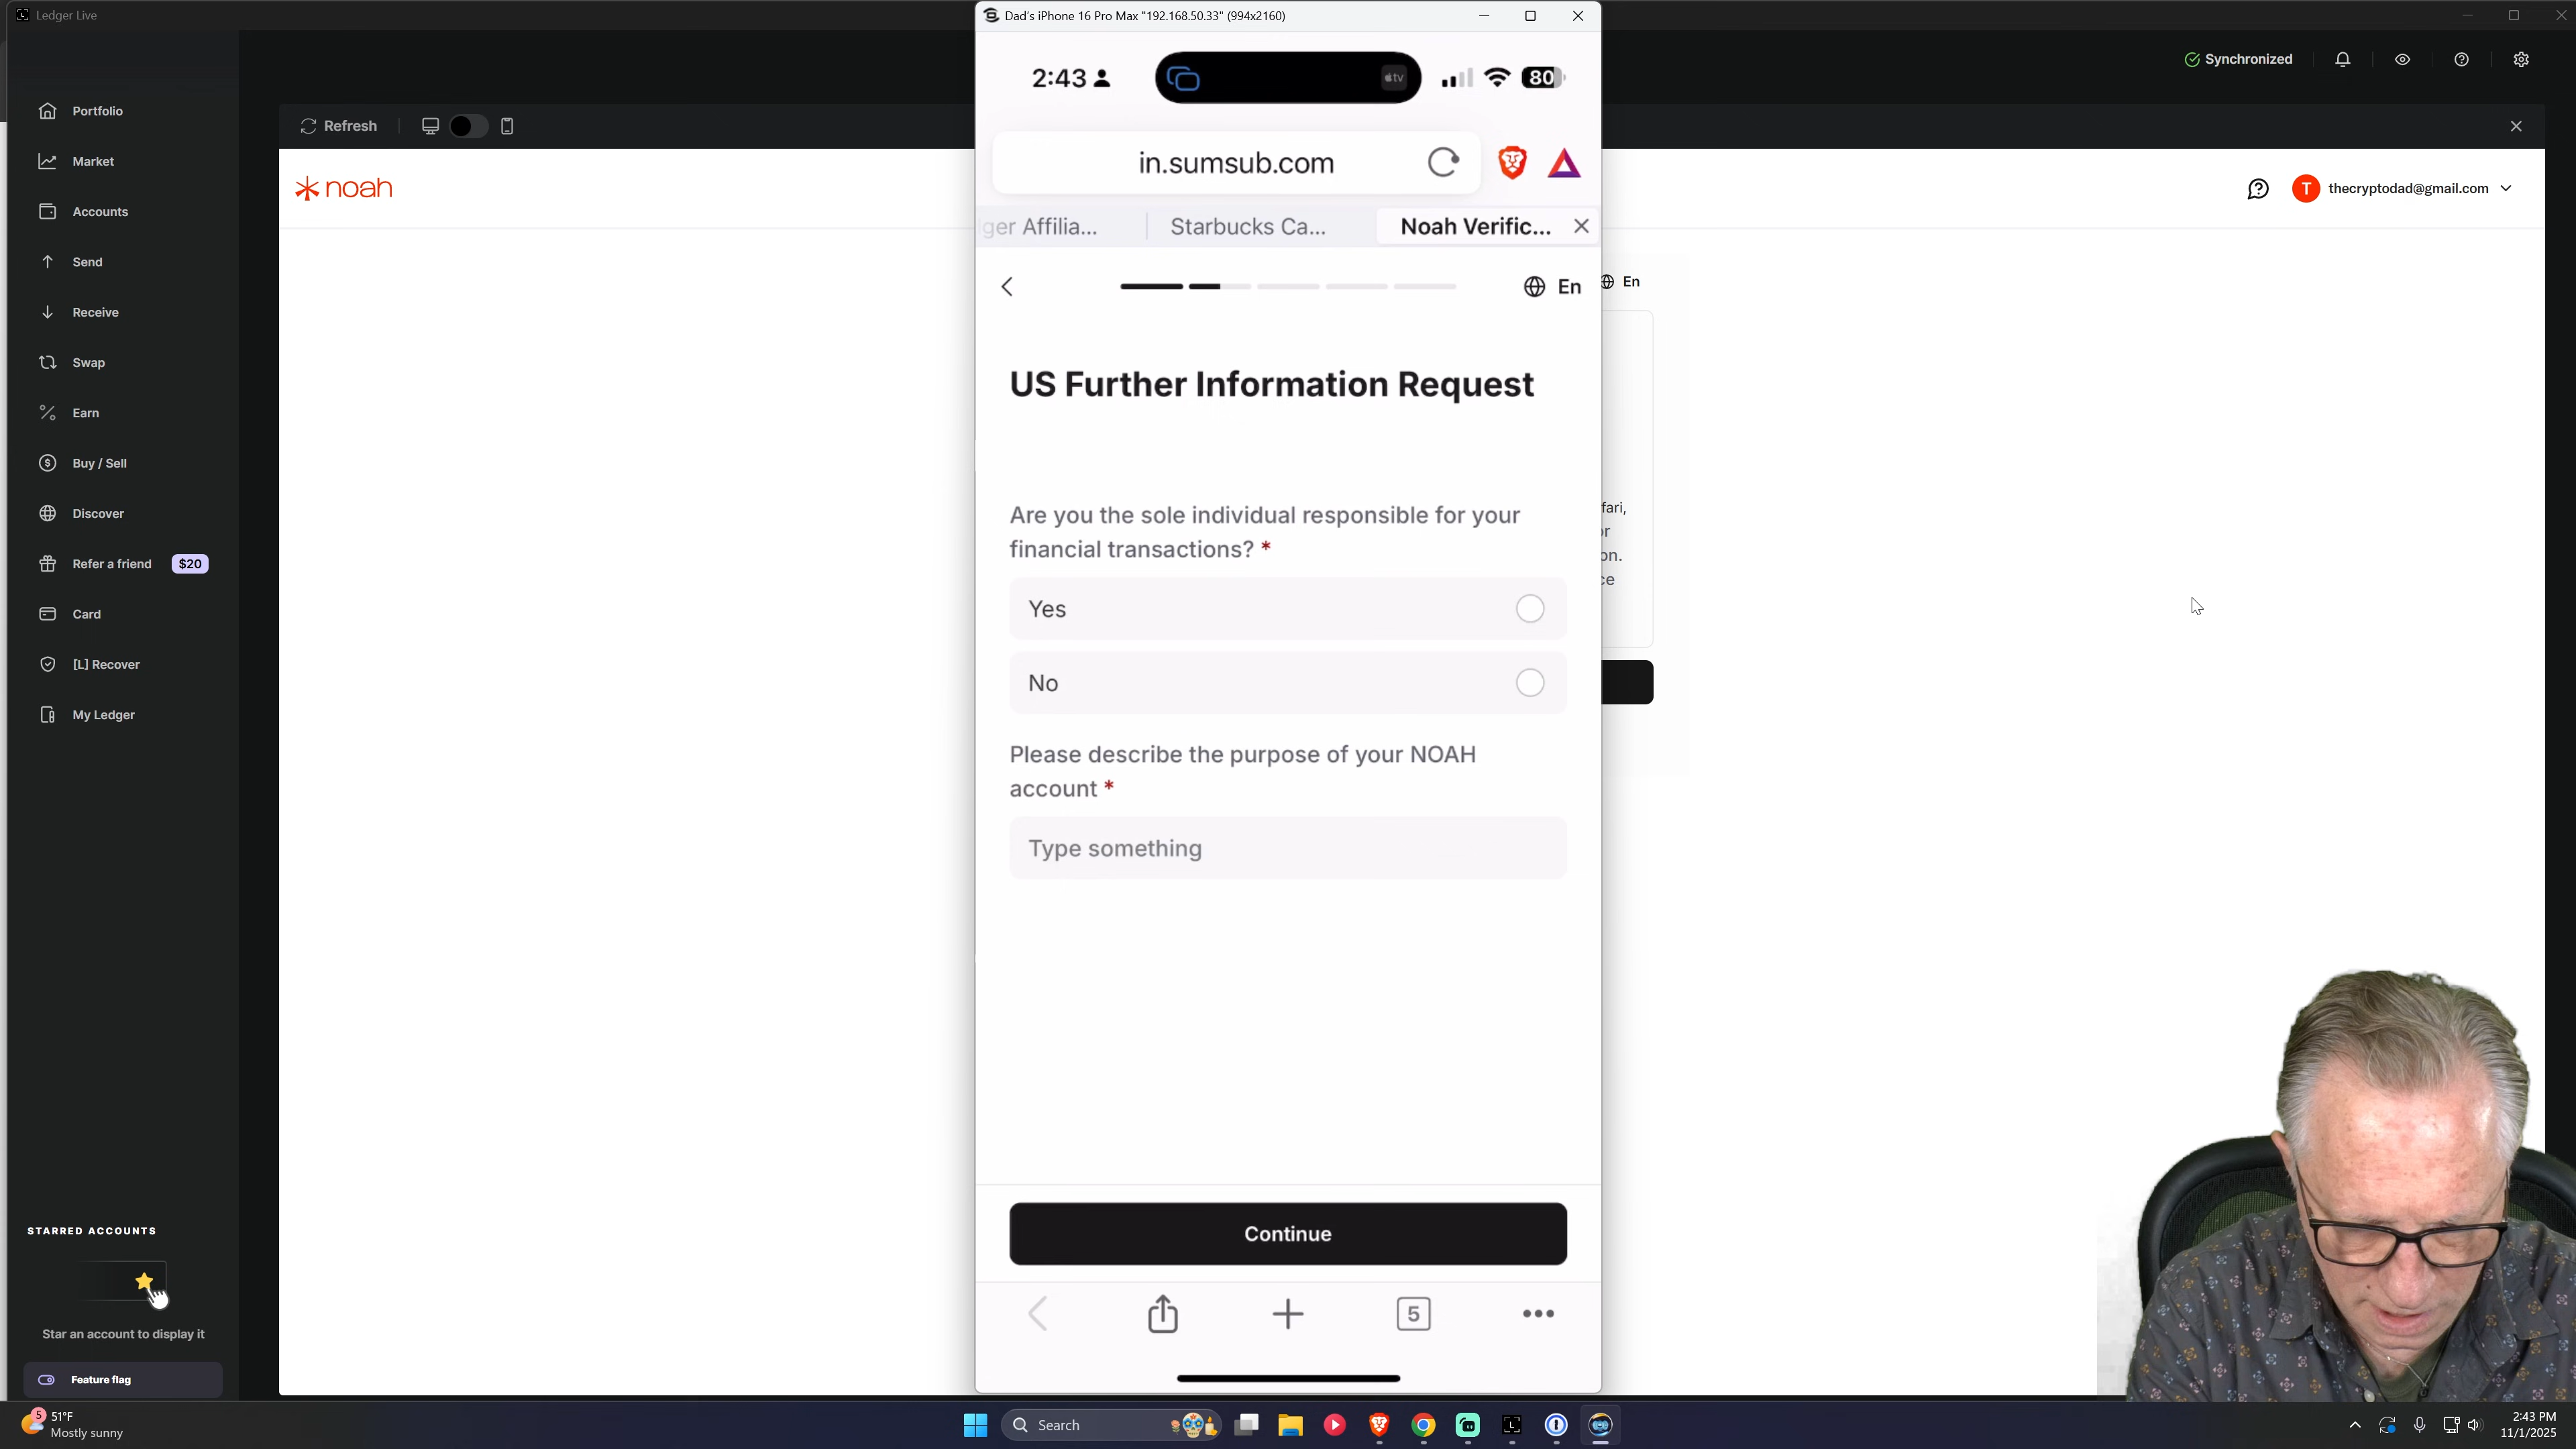 Ledger Live
Portfolio
Market
Accounts
Send
Receive
Swap
Earn
Buy / Sell
Discover
Refer a friend $20
Card
[L] Recover
My Ledger
STARRED ACCOUNTS
Star an account to display it
Feature flag
Synchronized
Refresh
noah
T thecryptodad@gmail.com
En
fari,
or
on.
ce
Dad's iPhone 16 Pro Max "192.168.50.33" (994x2160)
2:43
tv
80
in.sumsub.com
ger Affilia... Starbucks Ca... Noah Verific...
En
US Further Information Request
Are you the sole individual responsible for your
financial transactions? *
Yes
No
Please describe the purpose of your NOAH
account *
Type something
Continue
5
5 51°F
Mostly sunny
Search
2:43 PM
11/1/2025